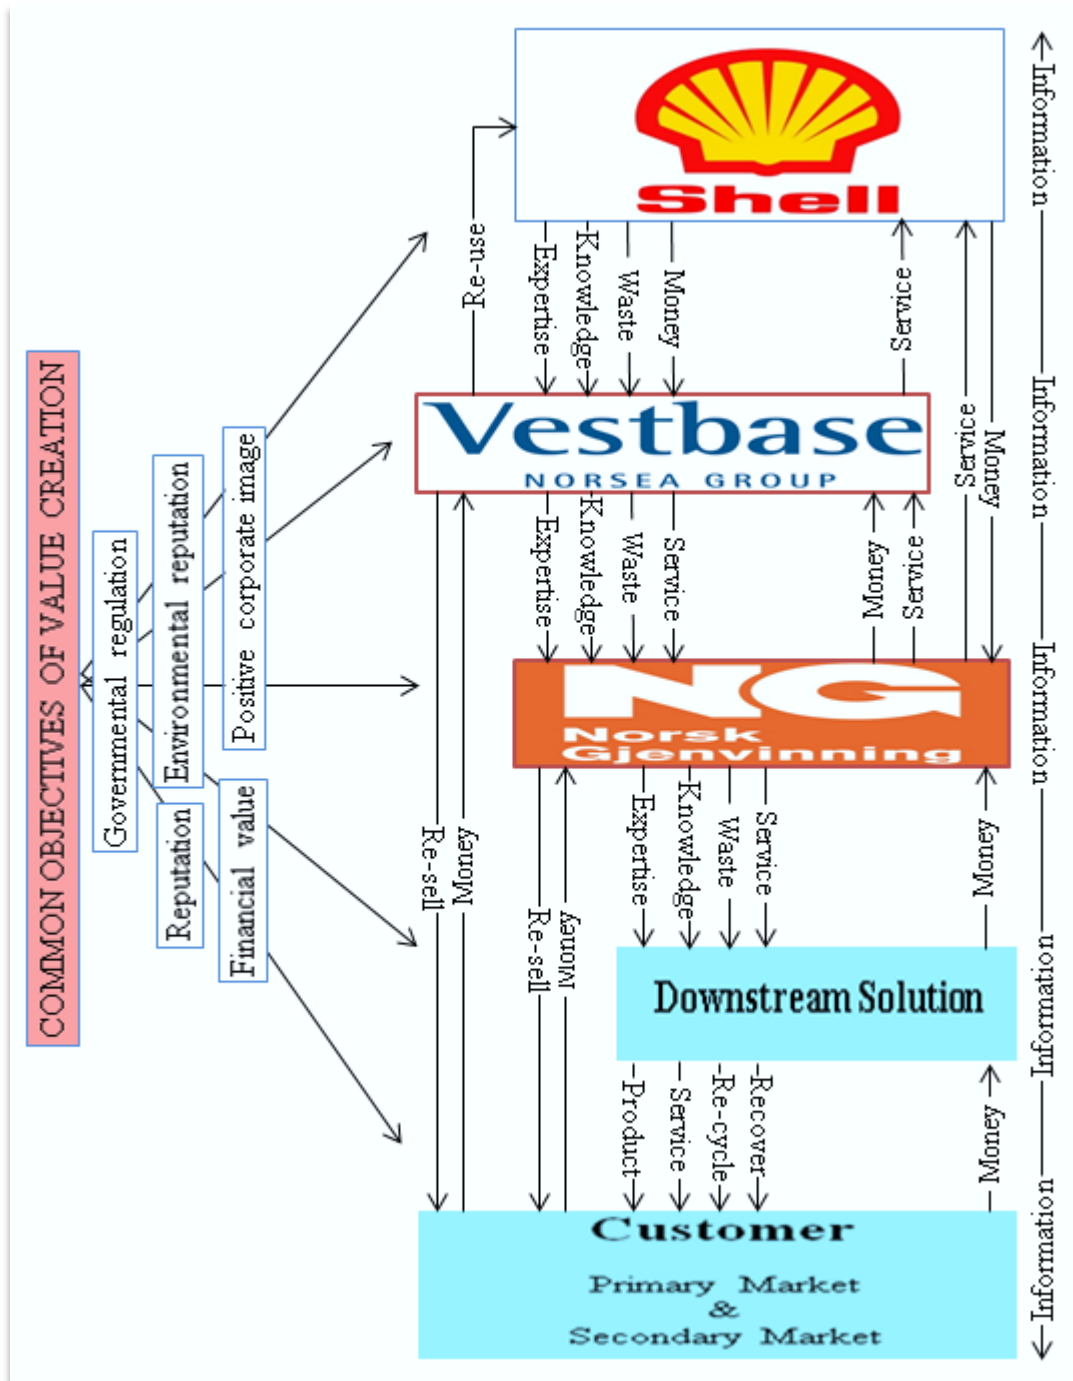 COMMON OBJECTIVES OF VALUE CREATION
Governmental regulation
Environmental reputation
Reputation
Positive corporate image
Financial value
Shell
Re-use
Expertise
Knowledge
Waste
Money
Service
Service
Money
Vestbase
NORSEA GROUP
Expertise
Knowledge
Waste
Service
Money
Service
Re-sell
Money
NG
Norsk
Gjenvinning
Re-sell
Money
Expertise
Knowledge
Waste
Service
Money
Downstream Solution
Product
Service
Re-cycle
Recover
Money
Customer
Primary Market
&
Secondary Market
Information
Information
Information
Information
Information
Information